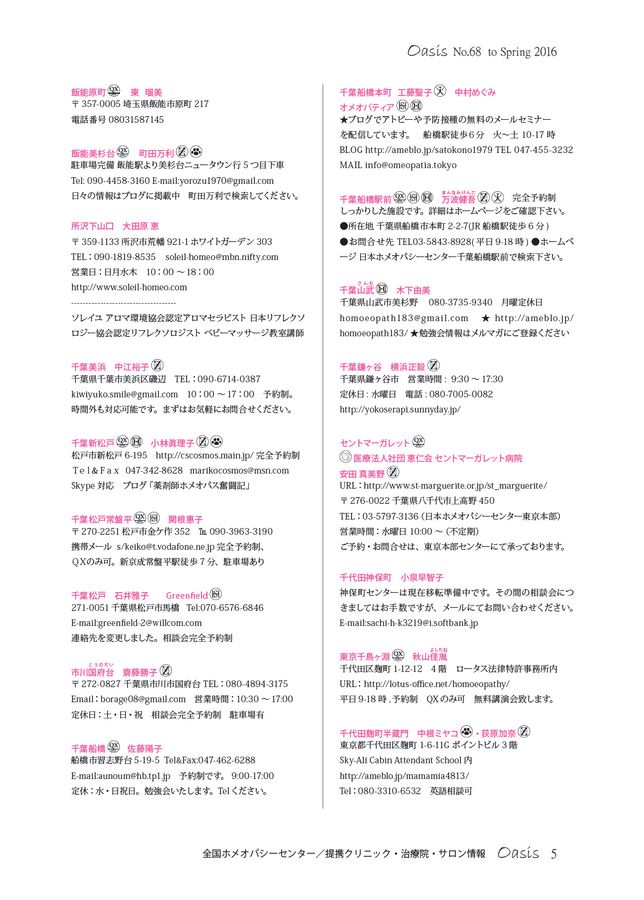 Oasis No.68 to Spring 2016
飯能原町 QX 東 瑠美
〒357-0005 埼玉県飯能市原町 217
電話番号 08031587145
飯能美杉台 QX 町田万利
駐車場完備 飯能駅より美杉台ニュータウン行5つ目下車
Tel: 090-4458-3160 E-mail:yorozu1970@gmail.com
日々の情報はブログに掲載中 町田万利で検索してください。
所沢下山口 大田原 恵
〒359-1133 所沢市荒幡 921-1 ホワイトガーデン 303
TEL：090-1819-8535 soleil-homeo@mbn.nifty.com
営業日：日月水木 10：00 ～ 18：00
http://www.soleil-homeo.com
------------------------------------
ソレイユ アロマ環境協会認定アロマセラピスト 日本リフレクソ
ロジー協会認定リフレクソロジスト ベビーマッサージ教室講師
千葉美浜 中江裕子
千葉県千葉市美浜区磯辺 TEL：090-6714-0387
kiwiyuko.smile@gmail.com 10：00 ～ 17：00 予約制。
時間外も対応可能です。まずはお気軽にお問合せください。
千葉新松戸 QX H 小林眞理子
松戸市新松戸 6-195 http://cscosmos.main.jp/ 完全予約制
Tel＆Fax 047-342-8628 marikocosmos@msn.com
Skype 対応 ブログ「薬剤師ホメオパス奮闘記」
千葉松戸常盤平 QX 関根惠子
〒270-2251 松戸市金ケ作 352 ℡ 090-3963-3190
携帯メール s/keiko@t.vodafone.ne.jp 完全予約制、
ＱＸのみ可。新京成常盤平駅徒歩７分、駐車場あり
千葉松戸 石井雅子 Greenfield
271-0051 千葉県松戸市馬橋 Tel:070-6576-6846
E-mail:greenfield-2@willcom.com
連絡先を変更しました。相談会完全予約制
こうのだい
市川国府台 齋藤勝子
〒272-0827 千葉県市川市国府台 TEL：080-4894-3175
Email：borage08@gmail.com 営業時間：10:30 ～ 17:00
定休日：土・日・祝 相談会完全予約制 駐車場有
千葉船橋 QX 佐藤陽子
船橋市習志野台 5-19-5 Tel&Fax:047-462-6288
E-mail:aunoum@hb.tp1.jp 予約制です。 9:00-17:00
定休：水・日祝日。勉強会いたします。Tel ください。
千葉船橋本町 工藤聖子 火 中村めぐみ
オメオパティア H
★ブログでアトピーや予防接種の無料のメールセミナー
を配信しています。 船橋駅徒歩6分 火～土 10-17 時
BLOG http://ameblo.jp/satokono1979 TEL 047-455-3232
MAIL info@omeopatia.tokyo
まんなみけんご
千葉船橋駅前 QX H 万波健吾 火 完全予約制
しっかりした施設です。詳細はホームページをご確認下さい。
●所在地 千葉県船橋市本町 2-2-7(JR 船橋駅徒歩 6 分 )
●お問合せ先 TEL03-5843-8928( 平日 9-18 時 ) ●ホームペ
ージ 日本ホメオパシーセンター千葉船橋駅前で検索下さい。
さんむ
千葉山武 H 木下由美
千葉県山武市美杉野 080-3735-9340 月曜定休日
homoeopath183@gmail.com ★ http://ameblo.jp/
homoeopath183/ ★勉強会情報はメルマガにご登録ください
千葉鎌ヶ谷 横浜正毅
千葉県鎌ヶ谷市 営業時間： 9:30 ～ 17:30
定休日 : 水曜日 電話 : 080-7005-0082
http://yokoserapi.sunnyday.jp/
セントマーガレット QX
医療法人社団 恵仁会 セントマーガレット病院
安田 真美野
URL：http://www.st-marguerite.or.jp/st_marguerite/
〒276-0022 千葉県八千代市上高野 450
TEL：03-5797-3136（日本ホメオパシーセンター東京本部）
営業時間：水曜日 10:00 ～（不定期）
ご予約・お問合せは、東京本部センターにて承っております。
千代田神保町 小泉早智子
神保町センターは現在移転準備中です。その間の相談会につ
きましてはお手数ですが、メールにてお問い合わせください。
E-mail:sachi-h-k3219@i.softbank.jp
よしたね
東京千鳥ヶ淵 QX 秋山佳胤
千代田区麹町 1-12-12 ４階 ロータス法律特許事務所内
URL：http://lotus-office.net/homoeopathy/
平日 9-18 時 , 予約制 QX のみ可 無料講演会致します。
千代田麹町半蔵門 中根ミヤコ・荻原加奈
東京都千代田区麹町 1-6-11G ポイントビル 3 階
Sky-Ali Cabin Attendant School 内
http://ameblo.jp/mamamia4813/
Tel：080-3310-6532 英語相談可
全国ホメオパシーセンター／提携クリニック・治療院・サロン情報 Oasis 5